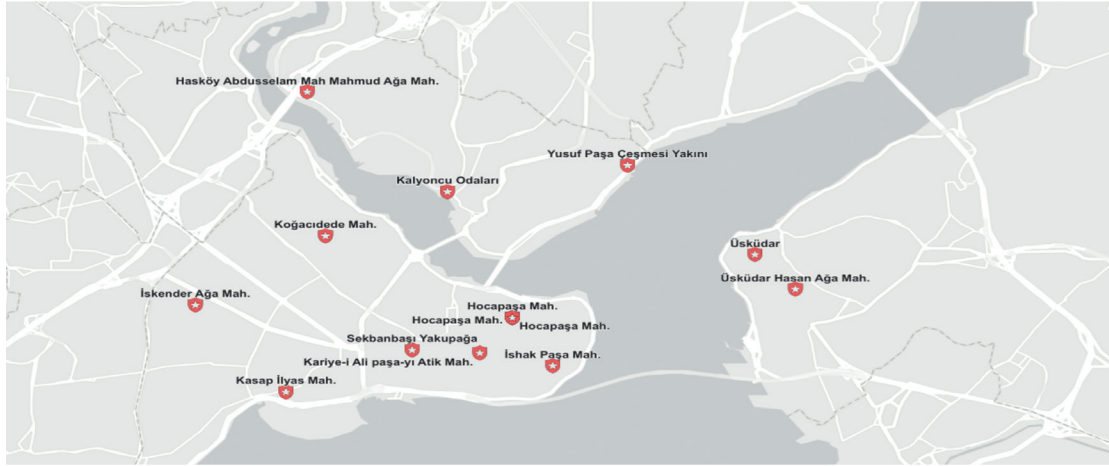 Hasköy Abdusselam Mah Mahmud Ağa Mah.
Yusuf Paşa Çeşmesi Yakını
Kalyoncu Odaları
Koğacıdede Mah.
Üsküdar
Üsküdar Hasan Ağa Mah.
İskender Ağa Mah.
Hocapaşa Mah.
Hocapaşa Mah.
Hocapaşa Mah.
Sekbanbaşı Yakupağa
İshak Paşa Mah.
Kariye-i Ali paşa-yı Atik Mah.
Kasap İlyas Mah.